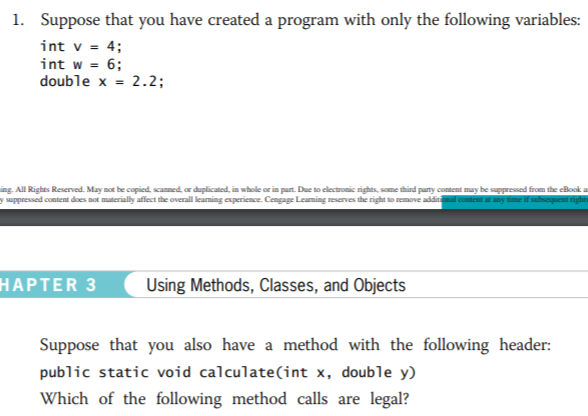 1. Suppose that you have created a program with only the following variables:
int v = 4;
int w = 6;
double x = 2.2;
ing. All Rights Reserved. May not be copied, scanned, or duplicated, in whole or in part. Due to electronic rights, some third party content may be suppressed from the eBook a
y suppressed content does not materially affect the overall learning experience. Cengage Learning reserves the right to remove additional content at any time if subsequent rights
HAPTER 3 Using Methods, Classes, and Objects
Suppose that you also have a method with the following header:
public static void calculate(int x, double y)
Which of the following method calls are legal?